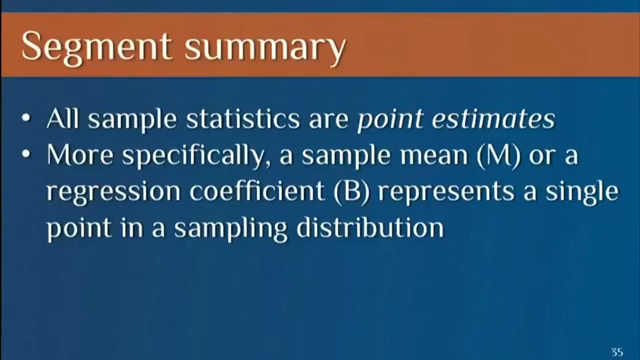 Segment summary
• All sample statistics are point estimates
• More specifically, a sample mean (M) or a
regression coefficient (B) represents a single
point in a sampling distribution
35